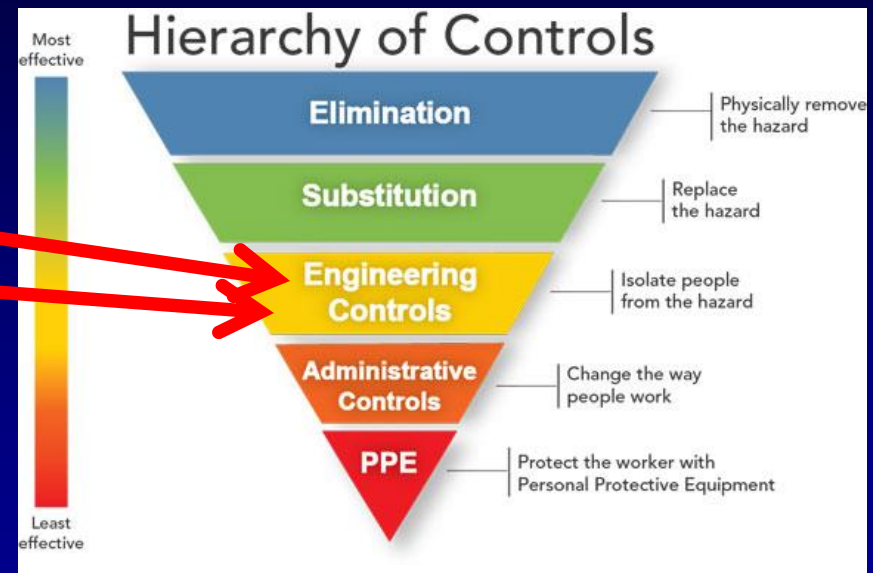 Hierarchy of Controls
Most
effective
Elimination
Physically remove
the hazard
Substitution
Replace
the hazard
Engineering
Controls
Isolate people
from the hazard
Administrative
Controls
Change the way
people work
PPE
Protect the worker with
Personal Protective Equipment
Least
effective